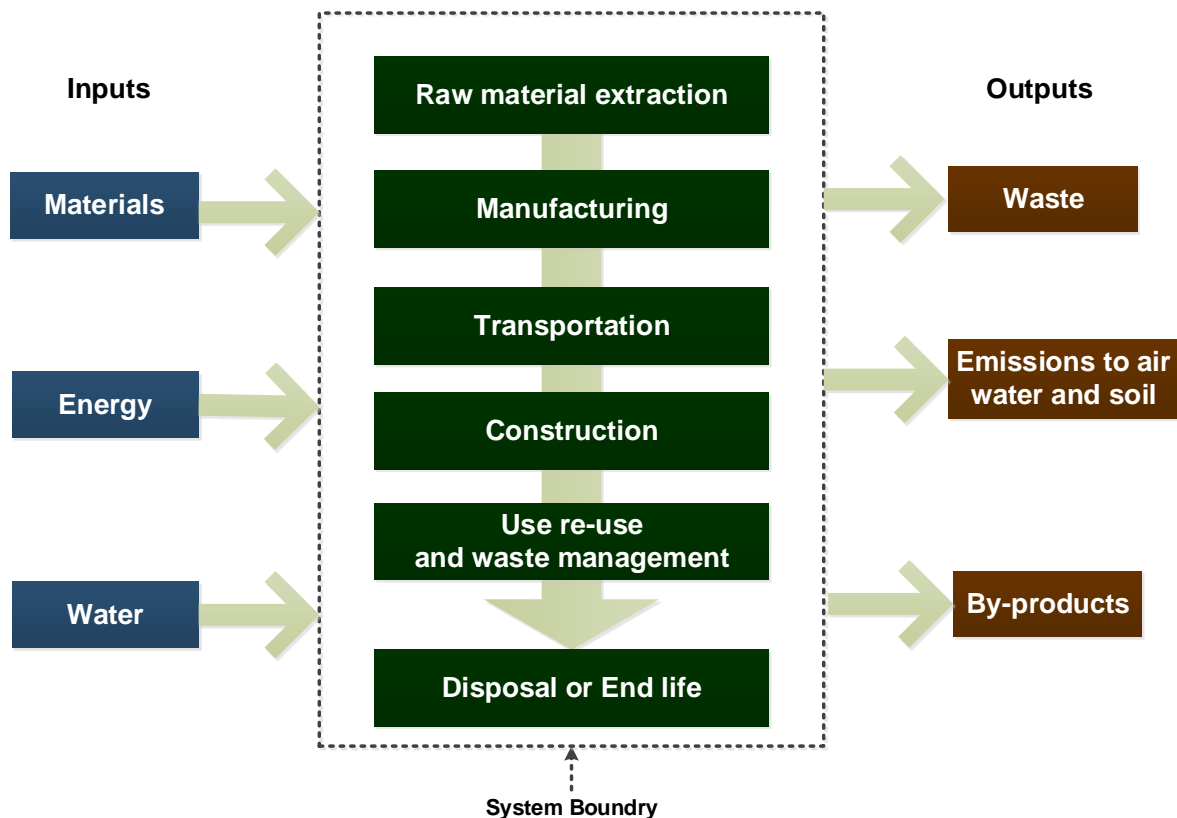 Inputs
Materials
Energy
Water
Raw material extraction
Manufacturing
Transportation
Construction
Use re-use
and waste management
Disposal or End life
System Boundry
Outputs
Waste
Emissions to air
water and soil
By-products